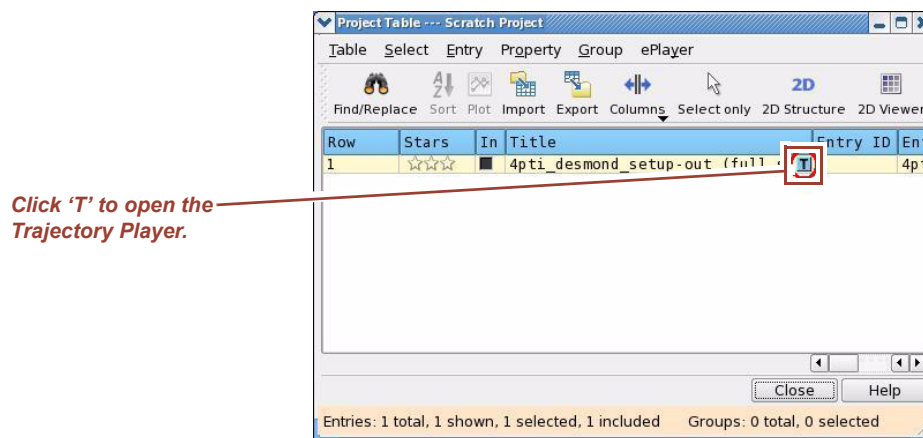 Project Table --- Scratch Project
Table Select Entry Property Group ePlayer
2D
Find/Replace Sort Plot Import Export Columns Select only 2D Structure 2D Viewer
Row Stars In Title Entry ID Ent
1 4pti_desmond_setup-out (full T 4pt
Click ‘T’ to open the
Trajectory Player.
Close Help
Entries: 1 total, 1 shown, 1 selected, 1 included Groups: 0 total, 0 selected